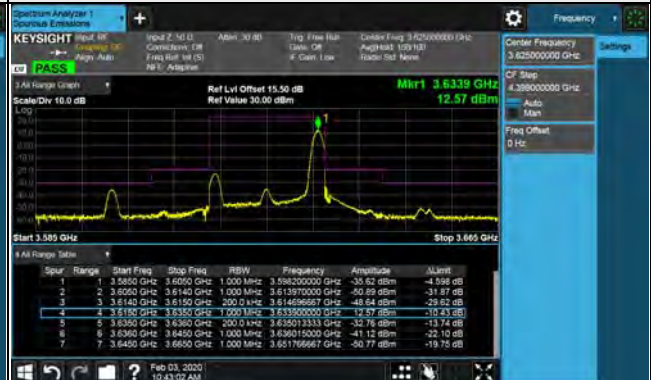 Spectrum Analyzer 1
Spurious Emissions
Frequency
KEYSIGHT Input: RF
Coupling: DC
Align: Auto
Input Z: 50 Ω
Corrections: Off
Freq Ref: Int (S)
NFE: Adaptive
Atten: 30 dB
Trig: Free Run
Gate: Off
IF Gain: Low
Center Freq: 3.625000000 GHz
Avg|Hold: 100/100
Radio Std: None
PASS
Center Frequency
3.625000000 GHz
Settings
CF Step
4.398000000 GHz
Auto
Man
Freq Offset
0 Hz
3 All Range Graph
Scale/Div 10.0 dB
Ref Lvl Offset 15.50 dB
Ref Value 30.00 dBm
Mkr1 3.6339 GHz
12.57 dBm
Log
1
Start 3.585 GHz
Stop 3.665 GHz
All Range Table
Spur Range Start Freq Stop Freq RBW Frequency Amplitude ΔLimit
1 1 3.5850 GHz 3.6050 GHz 1.000 MHz 3.598200000 GHz -35.62 dBm -4.598 dB
2 2 3.6050 GHz 3.6140 GHz 1.000 MHz 3.613970000 GHz -50.89 dBm -31.87 dB
3 3 3.6140 GHz 3.6150 GHz 200.0 kHz 3.614696667 GHz -48.64 dBm -29.62 dB
4 4 3.6150 GHz 3.6350 GHz 1.000 MHz 3.633900000 GHz 12.57 dBm -10.43 dB
5 5 3.6350 GHz 3.6360 GHz 200.0 kHz 3.635013333 GHz -32.76 dBm -13.74 dB
6 6 3.6360 GHz 3.6450 GHz 1.000 MHz 3.636015000 GHz -41.12 dBm -22.10 dB
7 7 3.6450 GHz 3.6650 GHz 1.000 MHz 3.651766667 GHz -50.77 dBm -19.75 dB
Feb 03, 2020
10:43:02 AM